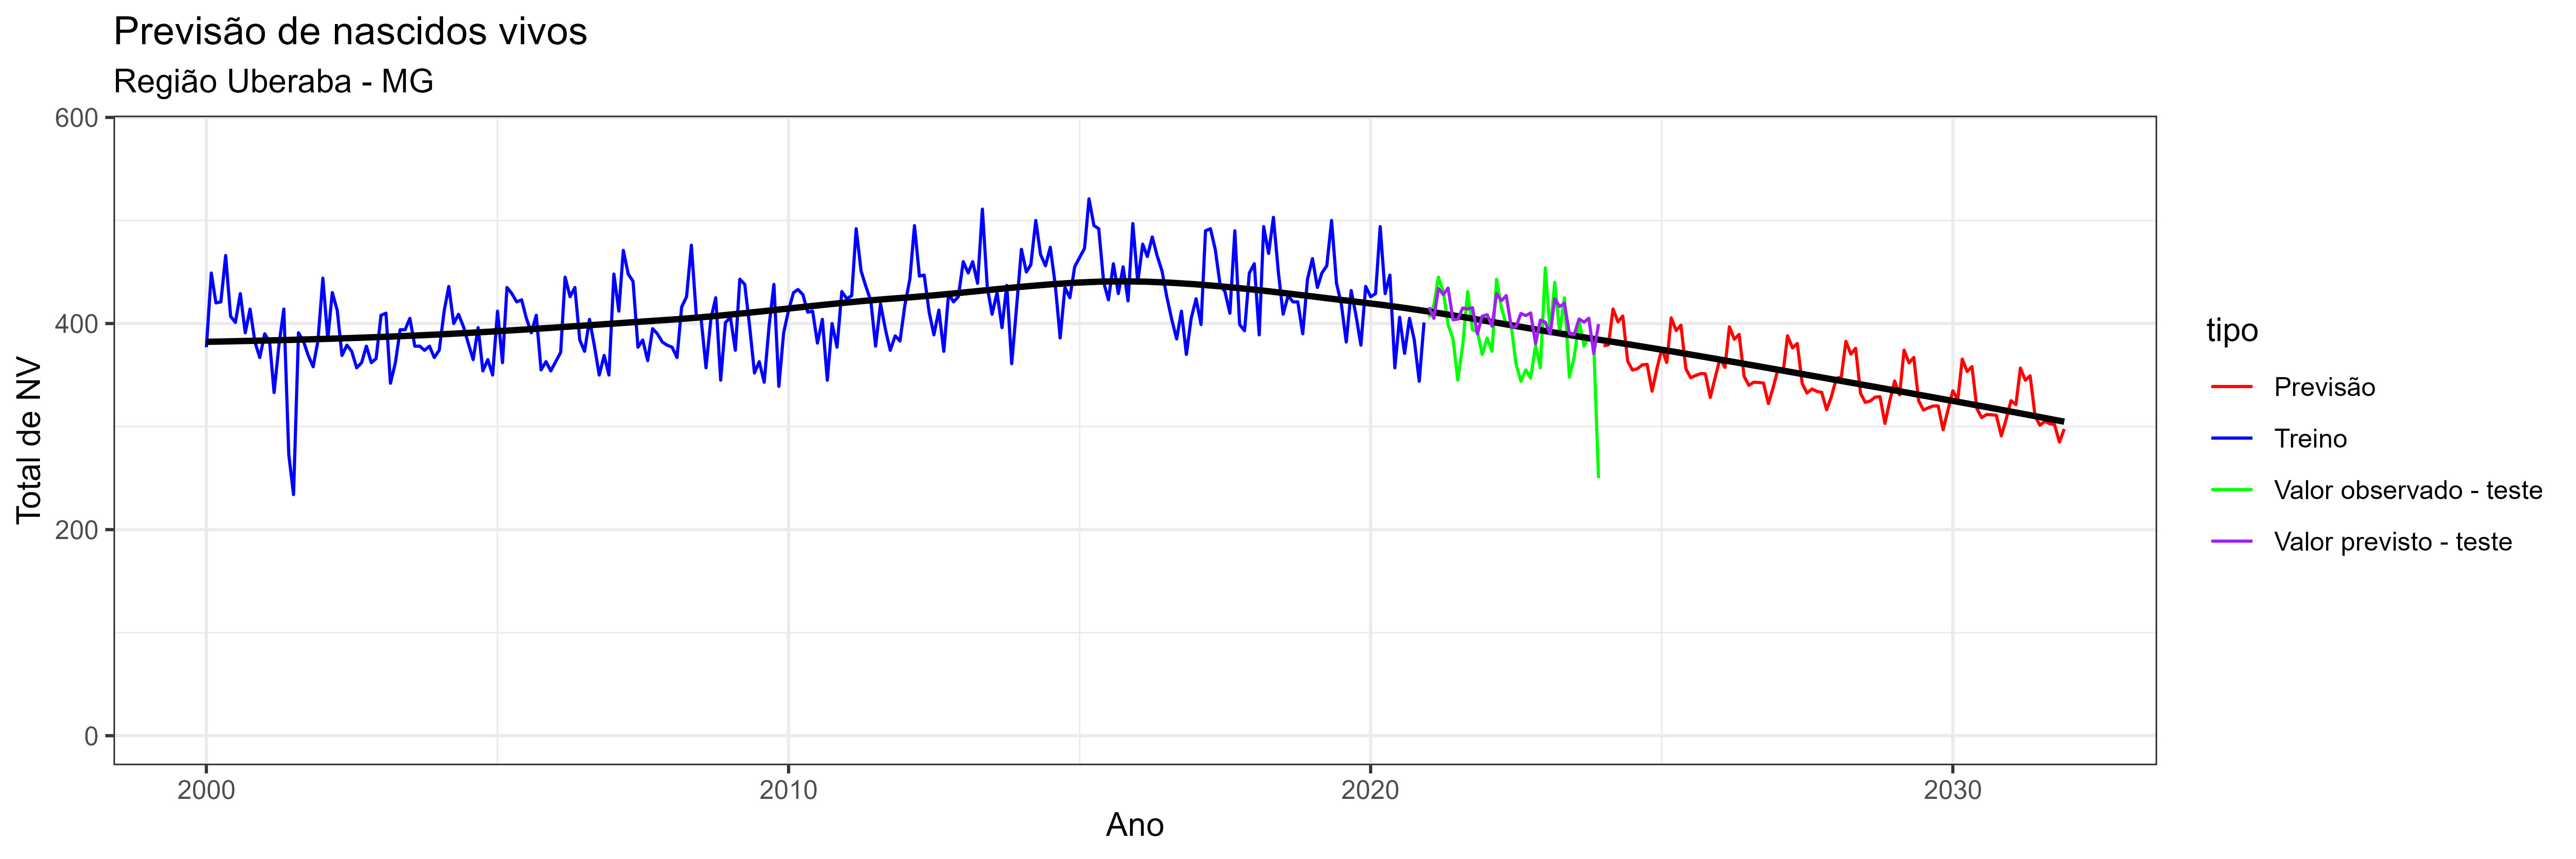 Previsão de nascidos vivos
Região Uberaba - MG
600
400
200
0
Total de NV
2000
2010
2020
2030
Ano
tipo
Previsão
Treino
Valor observado - teste
Valor previsto - teste